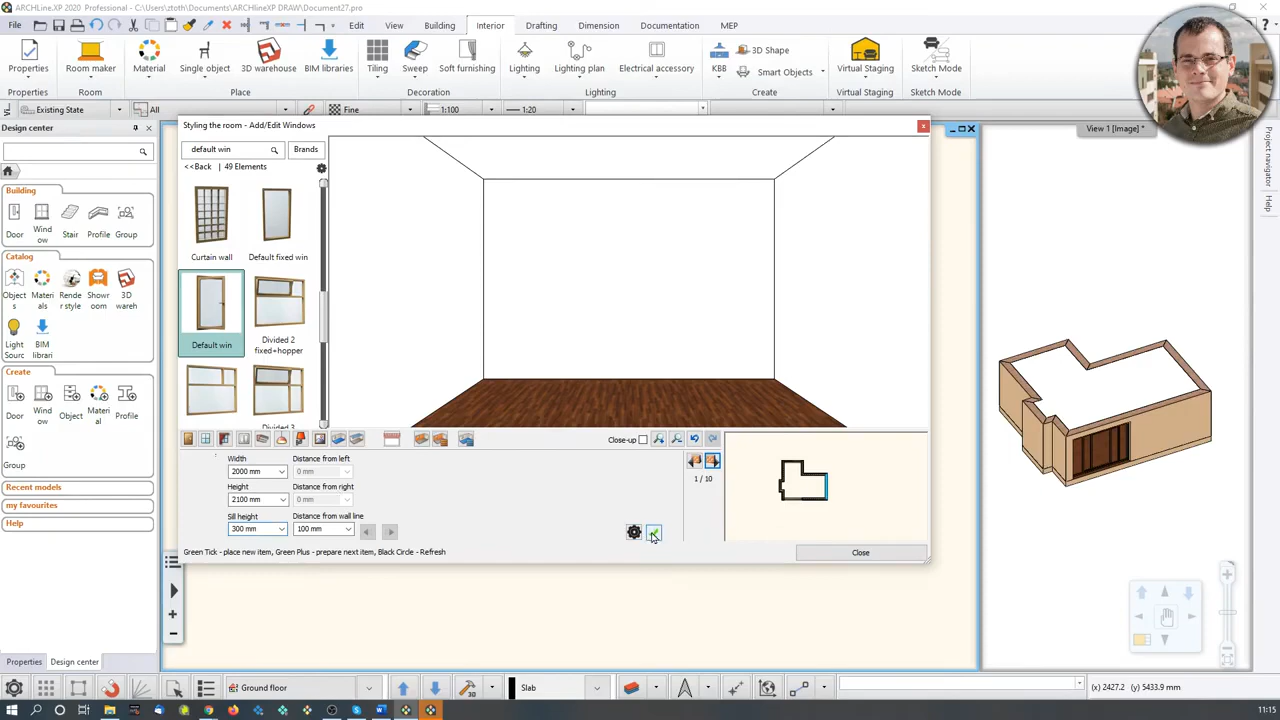 ARCHLine.XP 2020 Professional - C:\Users\ztoth\Documents\ARCHlineXP DRAW\Document27.pro
File
Edit
View
Building
Interior
Drafting
Dimension
Documentation
MEP
Properties
Room maker
Material
Single object
3D warehouse
BIM libraries
Tiling
Sweep
Soft furnishing
Lighting
Lighting plan
Electrical accessory
KBB
3D Shape
Smart Objects
Virtual Staging
Sketch Mode
Properties
Room
Place
Decoration
Lighting
Create
Virtual Staging
Sketch Mode
Existing State
All
Fine
1:100
1:20
Design center
Styling the room - Add/Edit Windows
View 1 [Image] *
Project navigator
Help
default win
Brands
<<Back
49 Elements
Building
Door
Wind
ow
Stair
Profile
Group
Curtain wall
Default fixed win
Catalog
Object
s
Materi
als
Rende
r style
Showr
oom
3D
wareh
Light
Sourc
BIM
librari
Default win
Divided 2
fixed+hopper
Create
Door
Wind
ow
Object
Materi
al
Profile
Group
Divided 3
Recent models
my favourites
Help
Close-up
Width
Distance from left
2000 mm
0 mm
Height
Distance from right
2100 mm
0 mm
Sill height
Distance from wall line
300 mm
100 mm
1 / 10
Green Tick - place new item, Green Plus - prepare next item, Black Circle - Refresh
Close
Properties
Design center
Ground floor
3D
Slab
(x) 2427.2 (y) 5433.9 mm
11:15